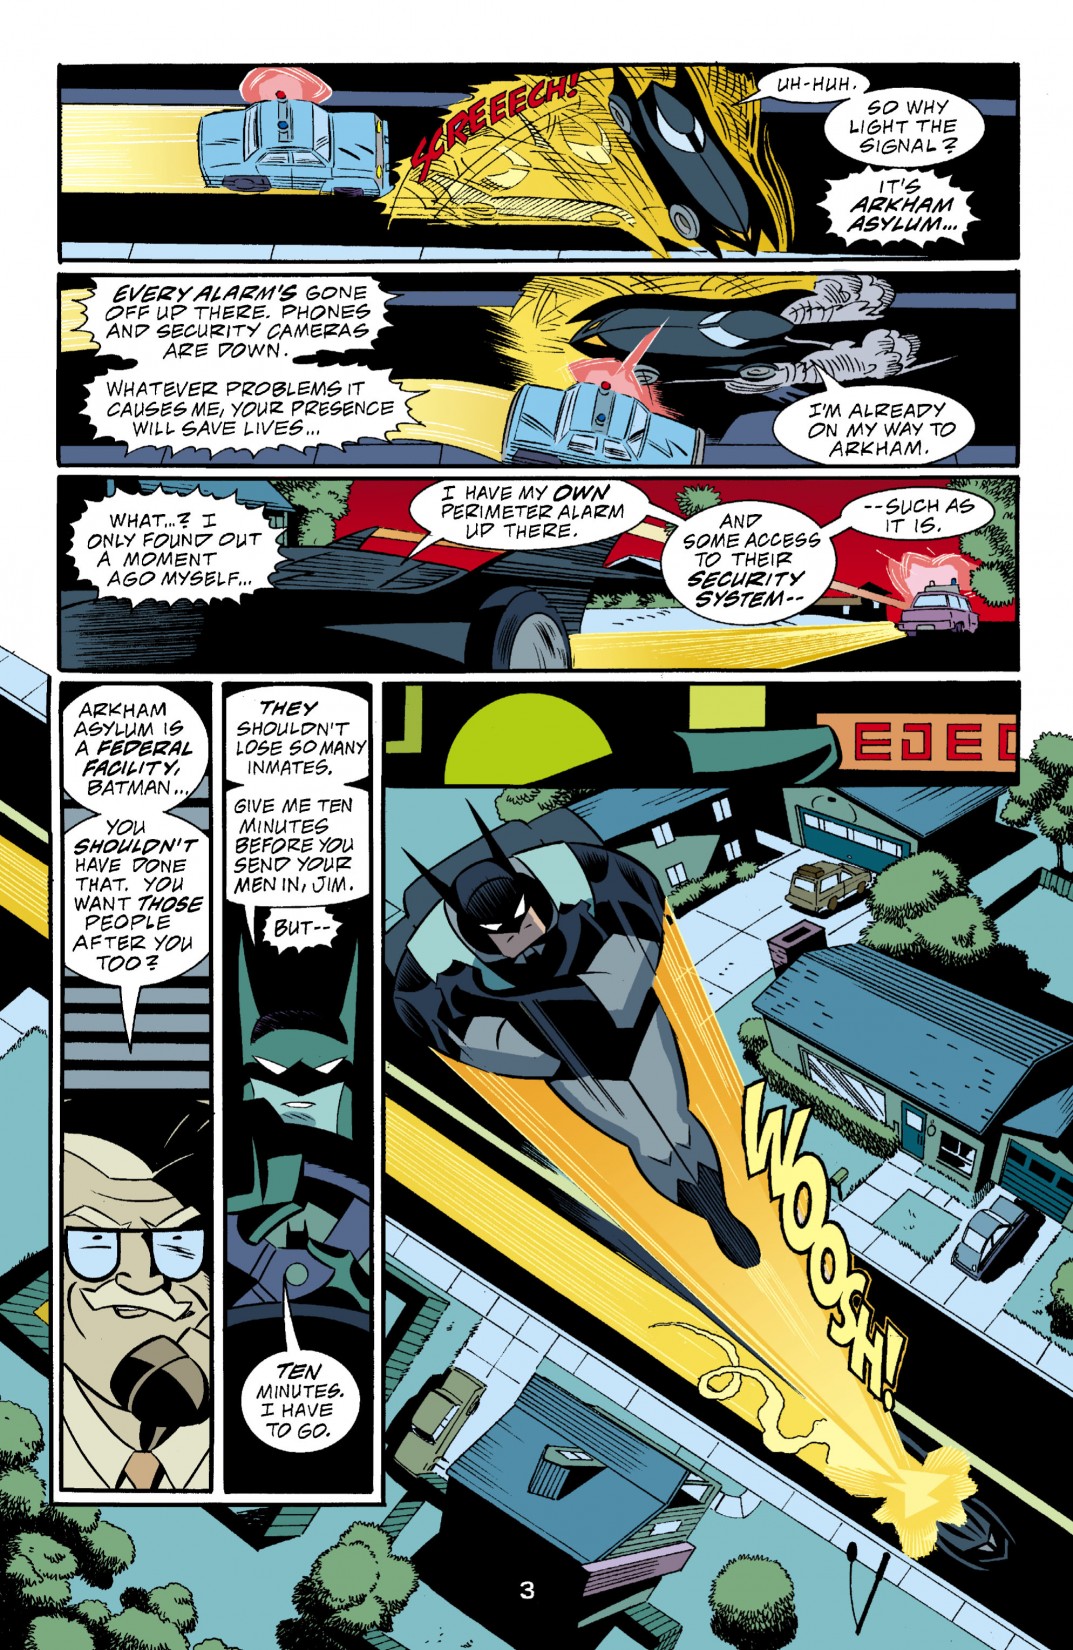 SCREEECH!
UH-HUH.
SO WHY
LIGHT THE
SIGNAL?
IT'S
ARKHAM
ASYLUM...
EVERY ALARM'S GONE
OFF UP THERE. PHONES
AND SECURITY CAMERAS
ARE DOWN.
WHATEVER PROBLEMS IT
CAUSES ME, YOUR PRESENCE
WILL SAVE LIVES...
I'M ALREADY
ON MY WAY TO
ARKHAM.
WHAT...? I
ONLY FOUND OUT
A MOMENT
AGO MYSELF...
I HAVE MY OWN
PERIMETER ALARM
UP THERE.
AND
SOME ACCESS
TO THEIR
SECURITY
SYSTEM--
--SUCH AS
IT IS.
ARKHAM
ASYLUM IS
A FEDERAL
FACILITY,
BATMAN...
YOU
SHOULDN'T
HAVE DONE
THAT. YOU
WANT THOSE
PEOPLE
AFTER YOU
TOO?
THEY
SHOULDN'T
LOSE SO MANY
INMATES.
GIVE ME TEN
MINUTES
BEFORE YOU
SEND YOUR
MEN IN, JIM.
BUT--
TEN
MINUTES.
I HAVE
TO GO.
EJEC
WOOSH!
3